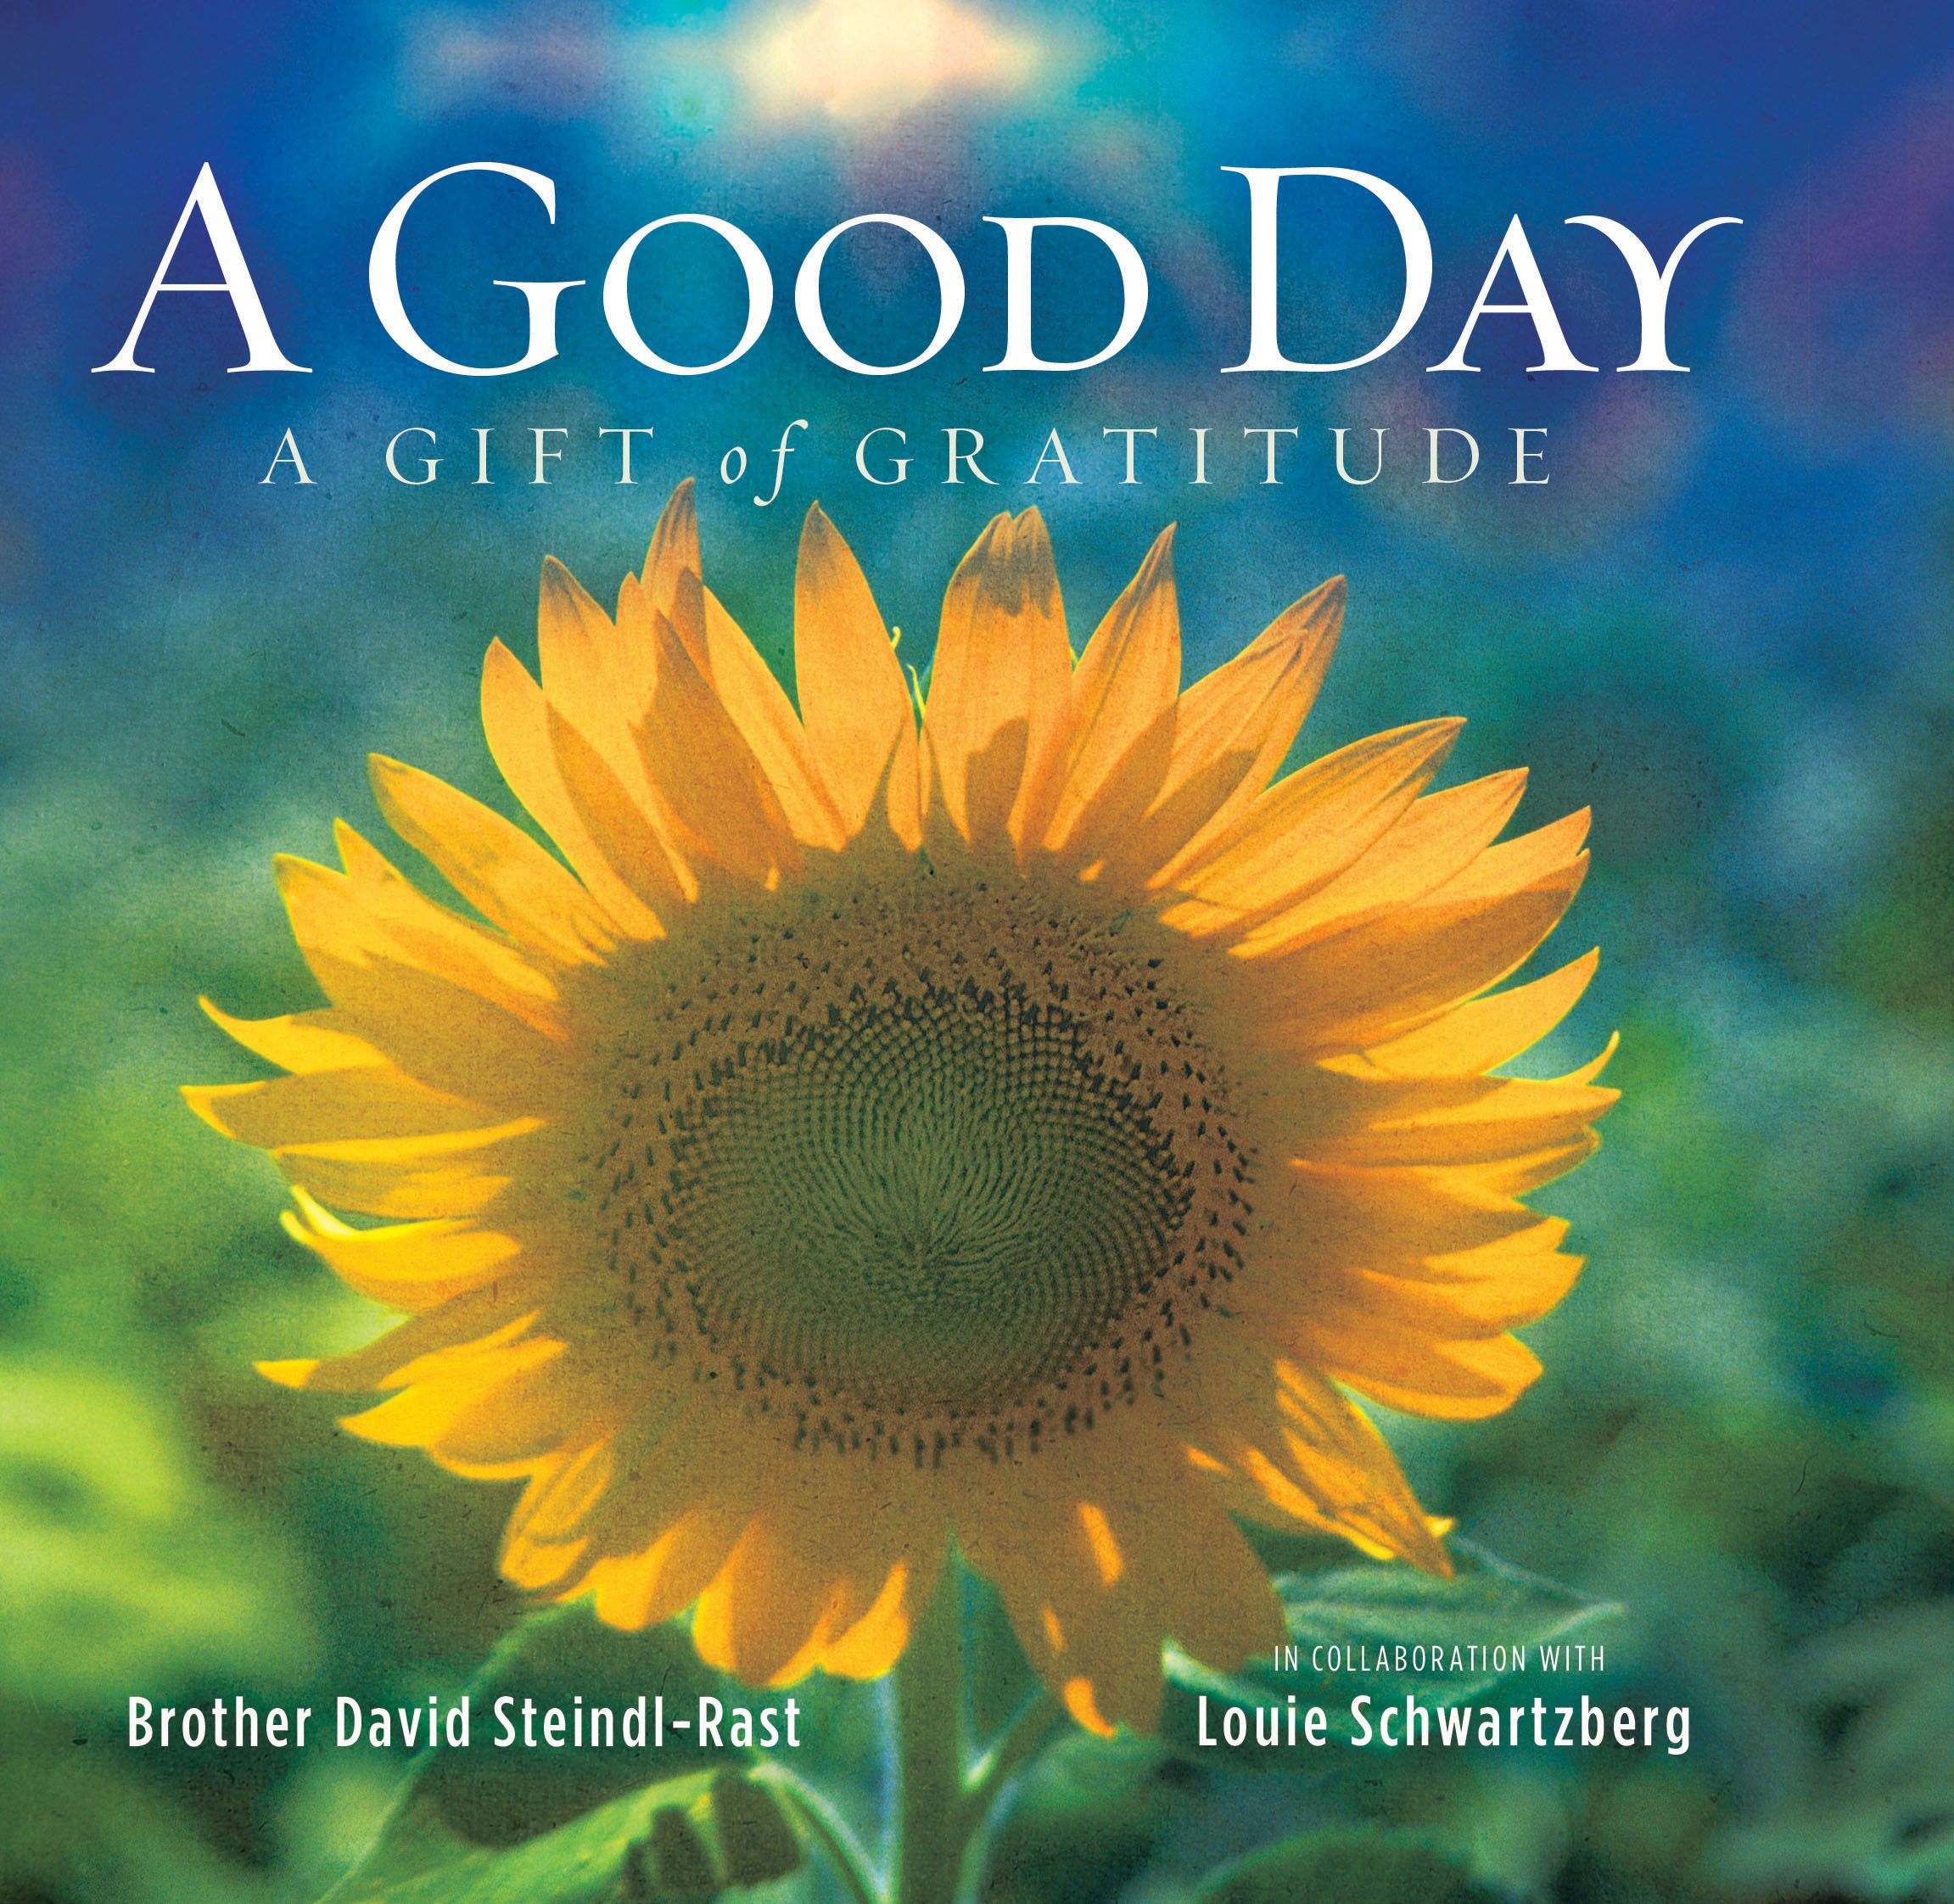 A GOOD DAY
A GIFT of GRATITUDE
IN COLLABORATION WITH
Brother David Steindl-Rast
Louie Schwartzberg